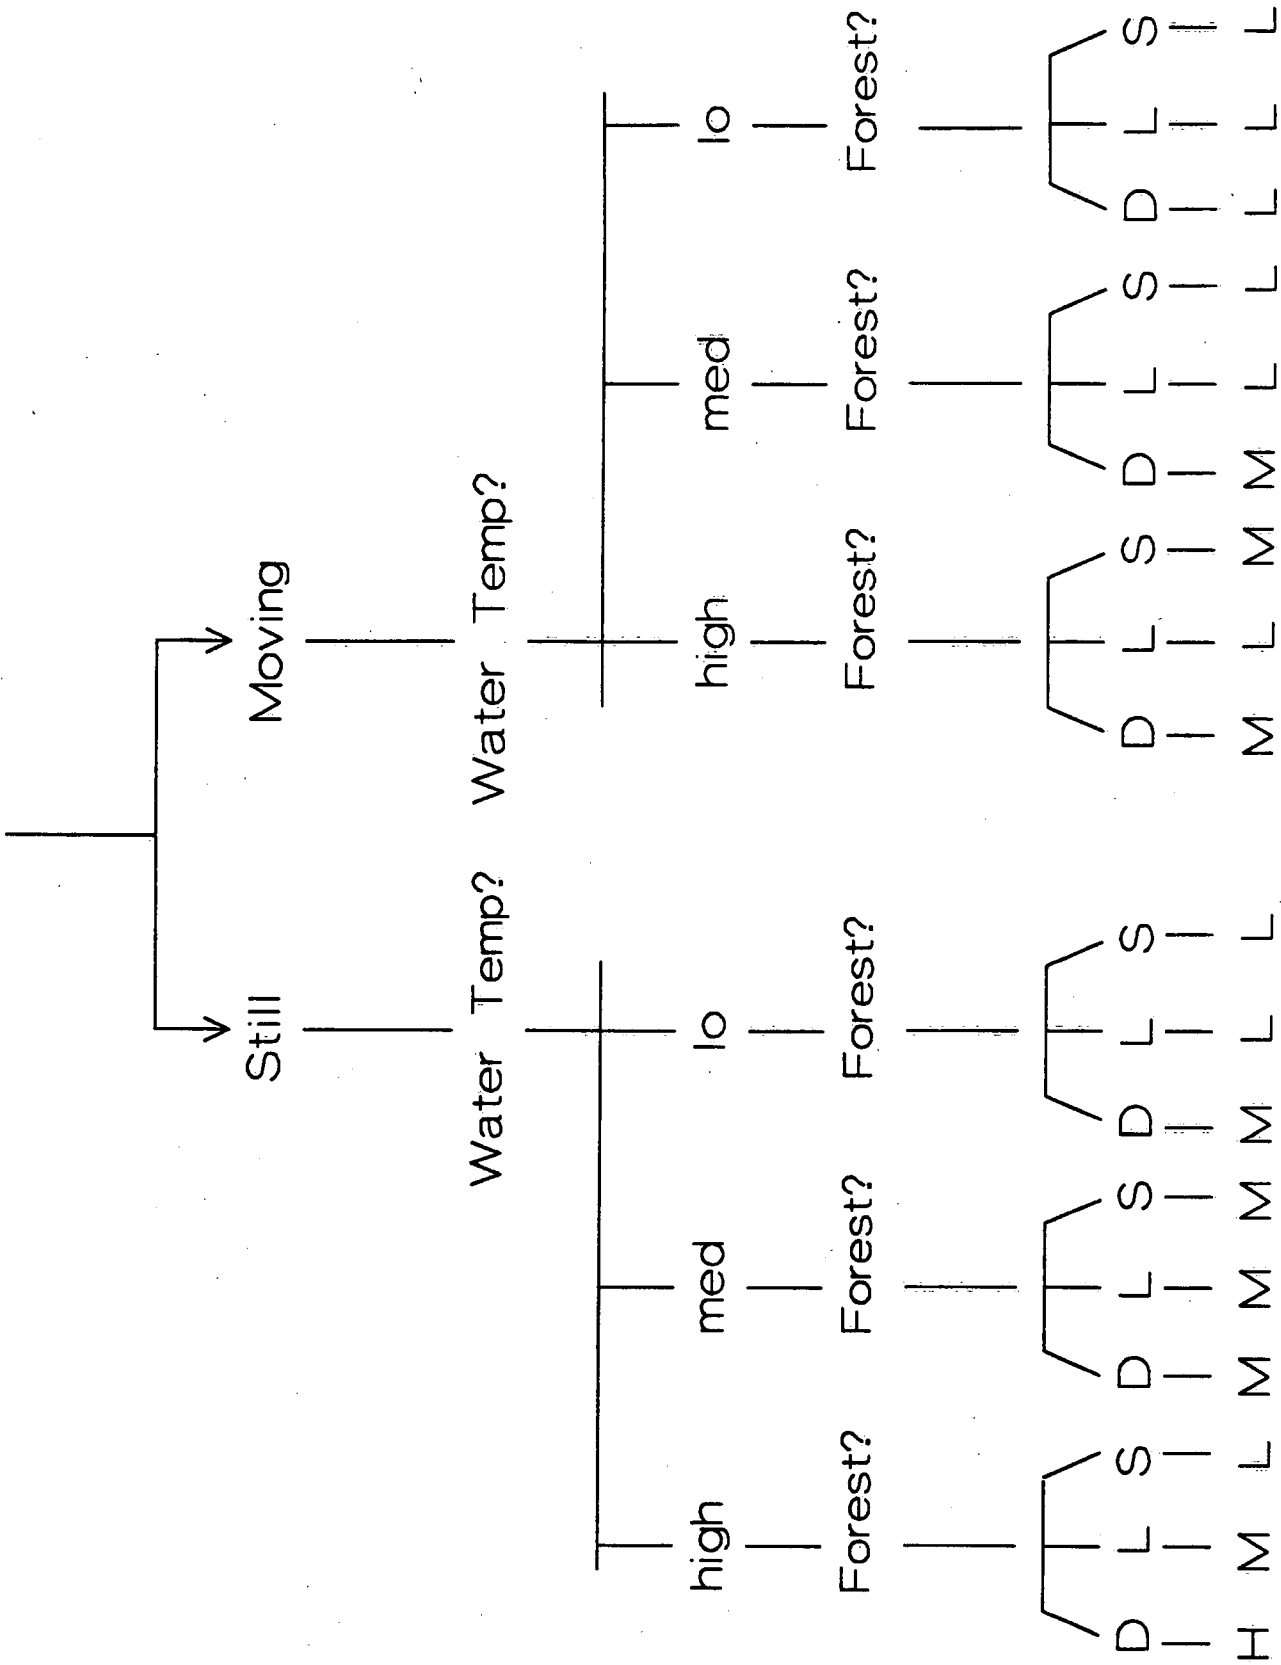 Still Moving
Water Temp? Water Temp?
high med lo high med lo
Forest? Forest? Forest? Forest? Forest? Forest?
D L S D L S D L S D L S D L S D L S
H M L M M M M L L M L M M L L L L L